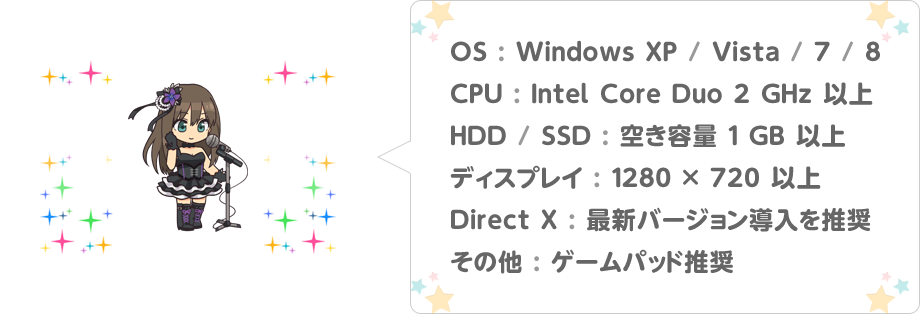 OS : Windows XP / Vista / 7 / 8
CPU : Intel Core Duo 2 GHz 以上
HDD / SSD : 空き容量 1 GB 以上
ディスプレイ : 1280 × 720 以上
Direct X : 最新バージョン導入を推奨
その他 : ゲームパッド推奨